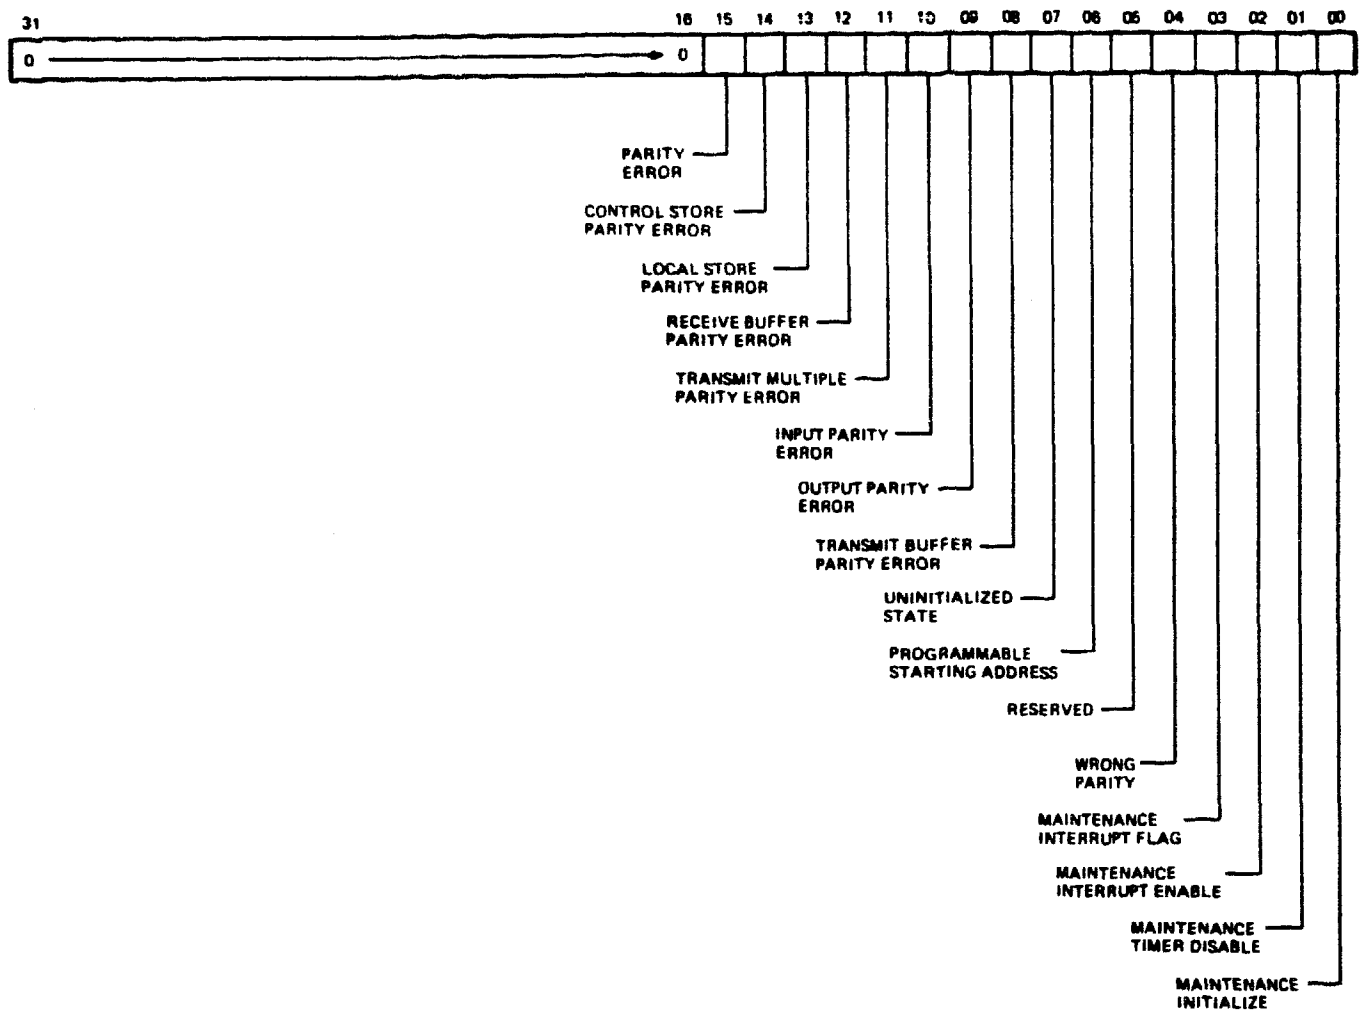 31 16 15 14 13 12 11 10 09 08 07 06 05 04 03 02 01 00
0 0
PARITY
ERROR
CONTROL STORE
PARITY ERROR
LOCAL STORE
PARITY ERROR
RECEIVE BUFFER
PARITY ERROR
TRANSMIT MULTIPLE
PARITY ERROR
INPUT PARITY
ERROR
OUTPUT PARITY
ERROR
TRANSMIT BUFFER
PARITY ERROR
UNINITIALIZED
STATE
PROGRAMMABLE
STARTING ADDRESS
RESERVED
WRONG
PARITY
MAINTENANCE
INTERRUPT FLAG
MAINTENANCE
INTERRUPT ENABLE
MAINTENANCE
TIMER DISABLE
MAINTENANCE
INITIALIZE